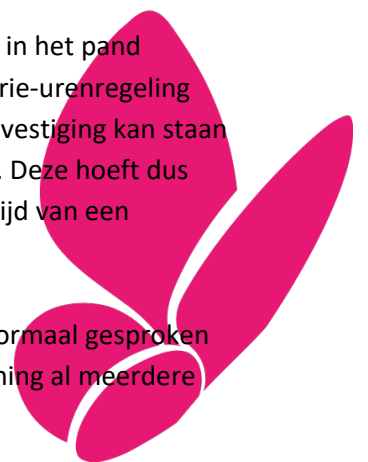 in het pand
rie-urenregeling
vestiging kan staan
. Deze hoeft dus
ijd van een
ormaal gesproken
ning al meerdere